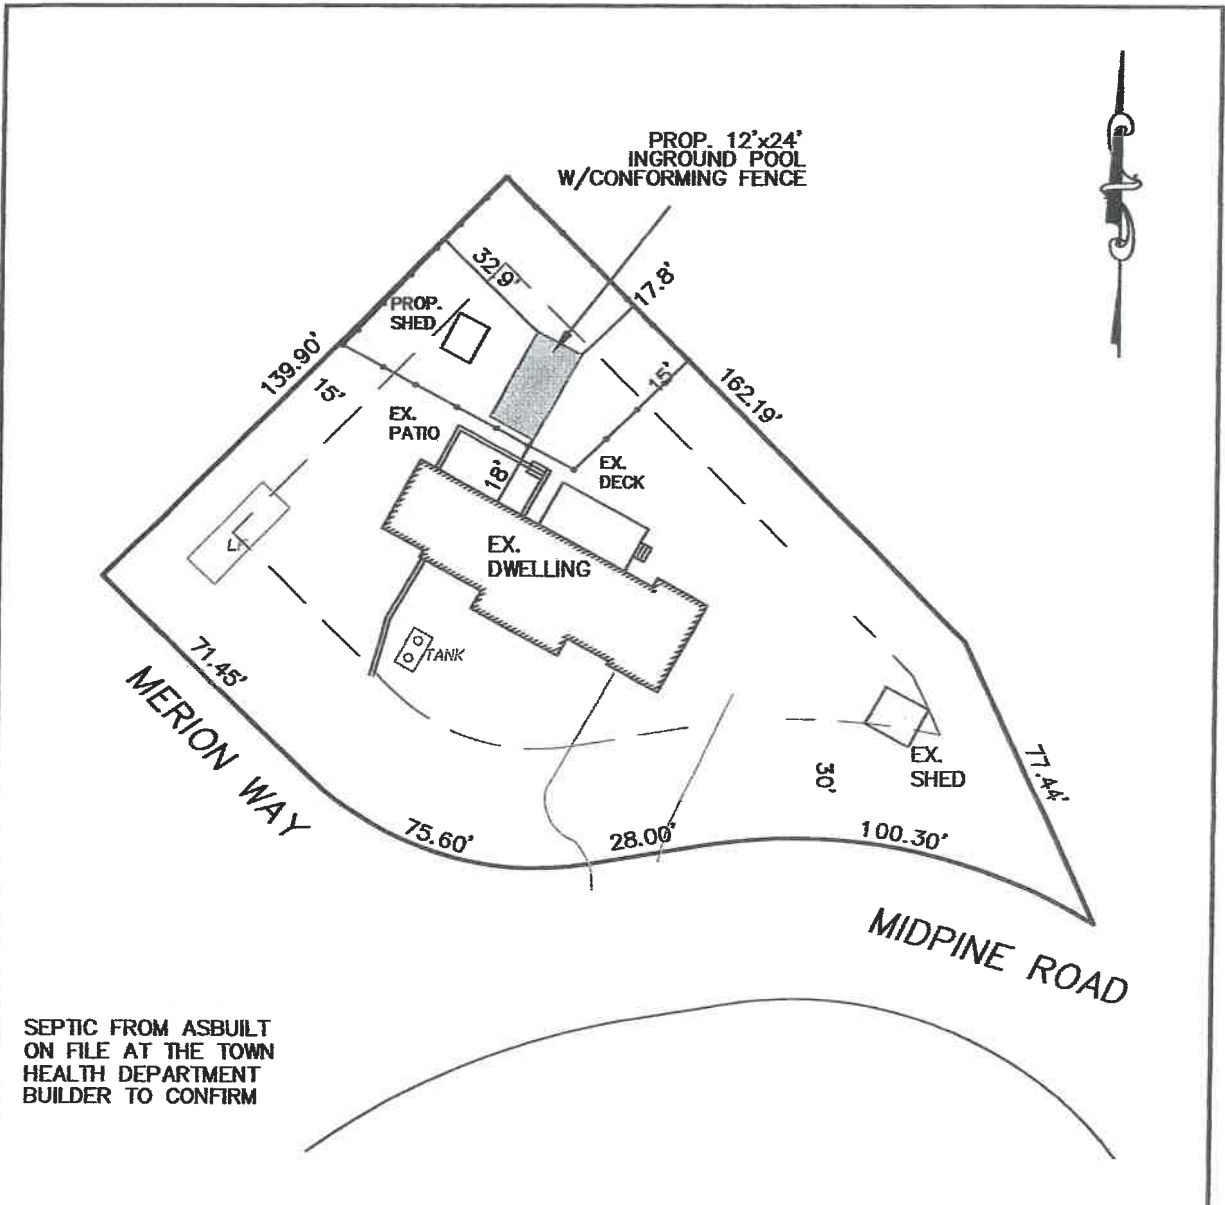 PROP. 12'x24'
INGROUND POOL
W/CONFORMING FENCE
32.9'
17.8'
PROP.
SHED
139.90'
15'
15'
162.19'
EX.
PATIO
18'
EX.
DECK
EX.
DWELLING
TANK
71.45'
MERION WAY
EX.
SHED
77.44'
30'
75.60'
28.00'
100.30'
MIDPINE ROAD
SEPTIC FROM ASBUILT
ON FILE AT THE TOWN
HEALTH DEPARTMENT
BUILDER TO CONFIRM